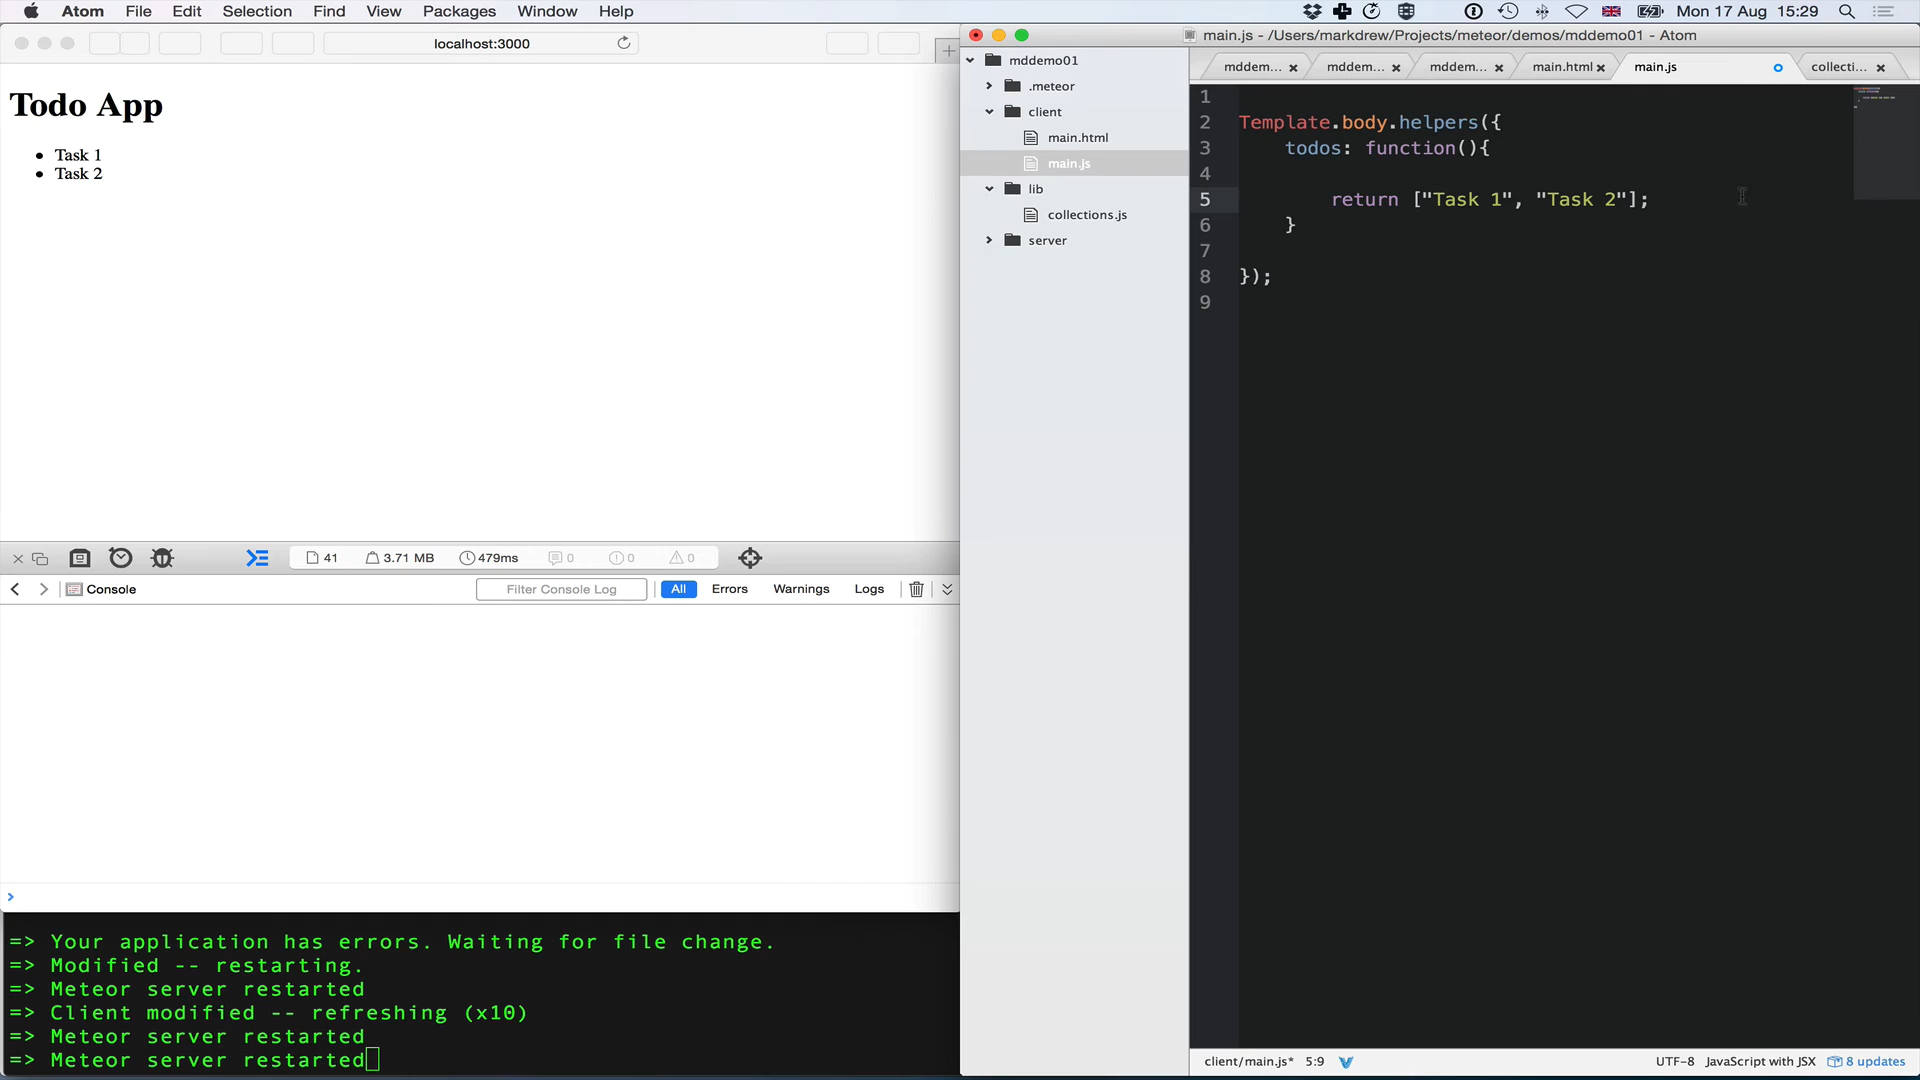 Atom File Edit Selection Find View Packages Window Help Mon 17 Aug 15:29
localhost:3000
Todo App
Task 1
Task 2
41 3.71 MB 479ms 0 0 0
Console Filter Console Log All Errors Warnings Logs
>
=> Your application has errors. Waiting for file change.
=> Modified -- restarting.
=> Meteor server restarted
=> Client modified -- refreshing (x10)
=> Meteor server restarted
=> Meteor server restarted
main.js - /Users/markdrew/Projects/meteor/demos/mddemo01 - Atom
mddemo01
.meteor
client
main.html
main.js
lib
collections.js
server
mddem... mddem... mddem... main.html main.js collecti...
1
2 Template.body.helpers({
3 todos: function(){
4
5 return ["Task 1", "Task 2"];
6 }
7
8 });
9
client/main.js* 5:9 UTF-8 JavaScript with JSX 8 updates